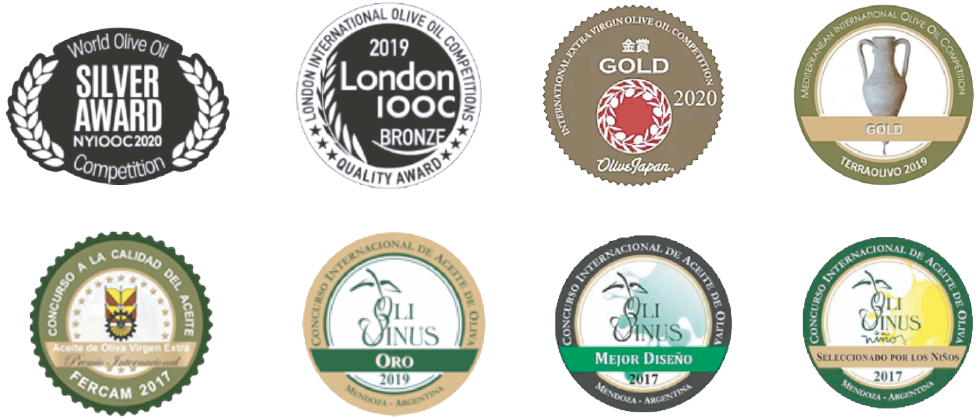 World Olive Oil
SILVER
AWARD
NYIOOC 2020
Competition
LONDON INTERNATIONAL OLIVE OIL COMPETITIONS
2019
London
IOOC
BRONZE
QUALITY AWARD
INTERNATIONAL EXTRA VIRGIN OLIVE OIL COMPETITION
金賞
GOLD
2020
OliveJapan®
MEDITERRANEAN INTERNATIONAL OLIVE OIL COMPETITION
GOLD
TERRAOLIVO 2019
CONCURSO A LA CALIDAD DEL ACEITE
Aceite de Oliva Virgen Extra
Premio Internacional
FERCAM 2017
CONCURSO INTERNACIONAL DE ACEITE DE OLIVA
OLI
VINUS
ORO
2019
MENDOZA - ARGENTINA
CONCURSO INTERNACIONAL DE ACEITE DE OLIVA
OLI
VINUS
MEJOR DISEÑO
2017
MENDOZA - ARGENTINA
CONCURSO INTERNACIONAL DE ACEITE DE OLIVA
OLI
VINUS
niños
SELECCIONADO POR LOS NIÑOS
2017
MENDOZA - ARGENTINA